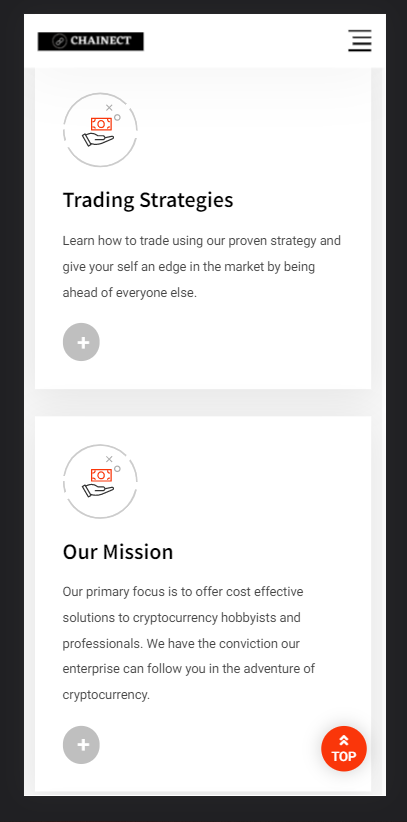 CHAINECT
Trading Strategies
Learn how to trade using our proven strategy and
give your self an edge in the market by being
ahead of everyone else.
Our Mission
Our primary focus is to offer cost effective
solutions to cryptocurrency hobbyists and
professionals. We have the conviction our
enterprise can follow you in the adventure of
cryptocurrency.
TOP